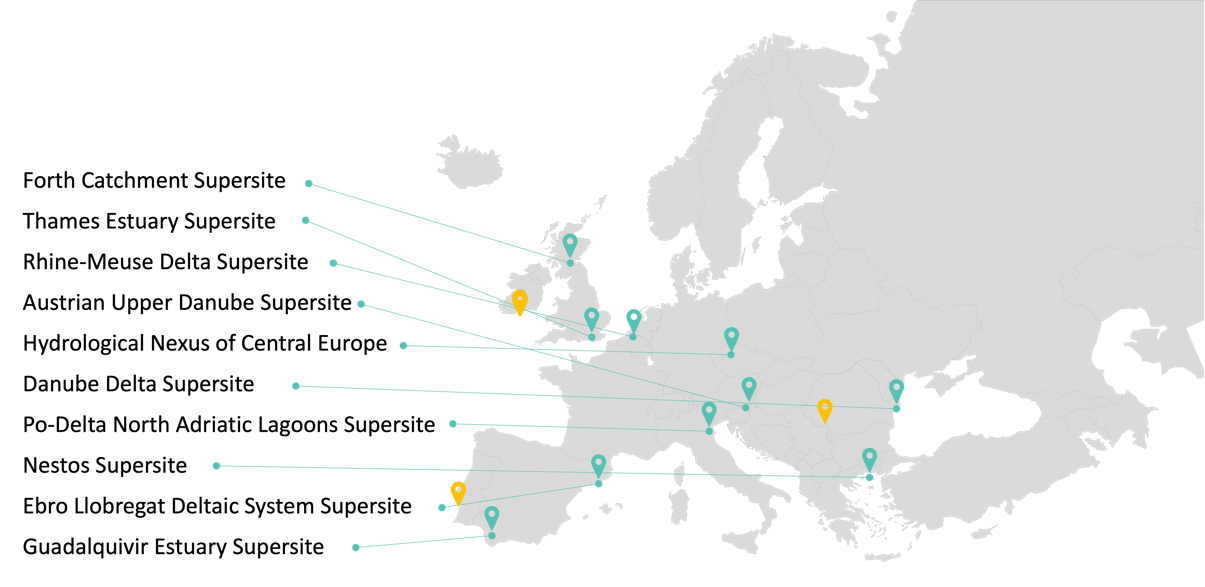 Forth Catchment Supersite
Thames Estuary Supersite
Rhine-Meuse Delta Supersite
Austrian Upper Danube Supersite
Hydrological Nexus of Central Europe
Danube Delta Supersite
Po-Delta North Adriatic Lagoons Supersite
Nestos Supersite
Ebro Llobregat Deltaic System Supersite
Guadalquivir Estuary Supersite